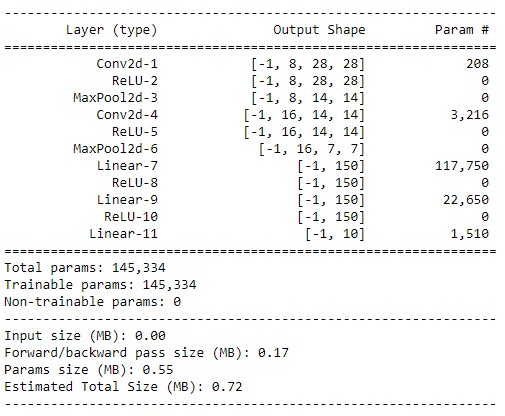 ----------------------------------------------------------------
        Layer (type)               Output Shape         Param #
================================================================
            Conv2d-1            [-1, 8, 28, 28]             208
              ReLU-2            [-1, 8, 28, 28]               0
         MaxPool2d-3            [-1, 8, 14, 14]               0
            Conv2d-4           [-1, 16, 14, 14]           3,216
              ReLU-5           [-1, 16, 14, 14]               0
         MaxPool2d-6             [-1, 16, 7, 7]               0
            Linear-7                  [-1, 150]         117,750
              ReLU-8                  [-1, 150]               0
            Linear-9                  [-1, 150]          22,650
             ReLU-10                  [-1, 150]               0
           Linear-11                   [-1, 10]           1,510
================================================================
Total params: 145,334
Trainable params: 145,334
Non-trainable params: 0
----------------------------------------------------------------
Input size (MB): 0.00
Forward/backward pass size (MB): 0.17
Params size (MB): 0.55
Estimated Total Size (MB): 0.72
----------------------------------------------------------------